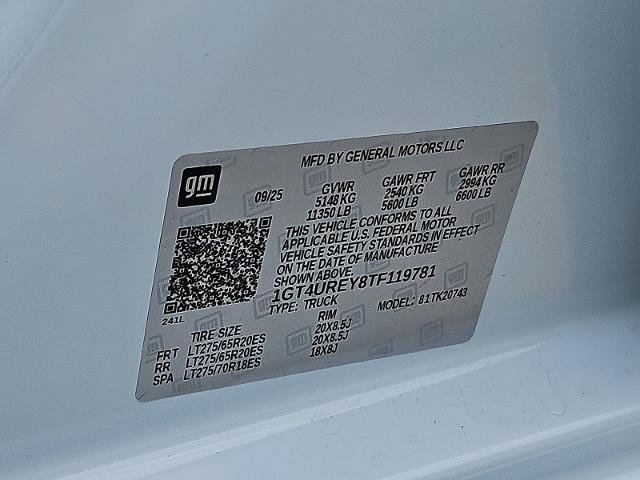 MFD BY GENERAL MOTORS LLC
gm
09/25
GVWR
5148 KG
11350 LB
GAWR FRT
2540 KG
5600 LB
GAWR RR
2994 KG
6600 LB
THIS VEHICLE CONFORMS TO ALL
APPLICABLE U.S. FEDERAL MOTOR
VEHICLE SAFETY STANDARDS IN EFFECT
ON THE DATE OF MANUFACTURE
SHOWN ABOVE.
1GT4UREY8TF119781
TYPE: TRUCK
MODEL: 81TK20743
241L
TIRE SIZE
RIM
FRT LT275/65R20ES 20X8.5J
RR LT275/65R20ES 20X8.5J
SPA LT275/70R18ES 18X8J